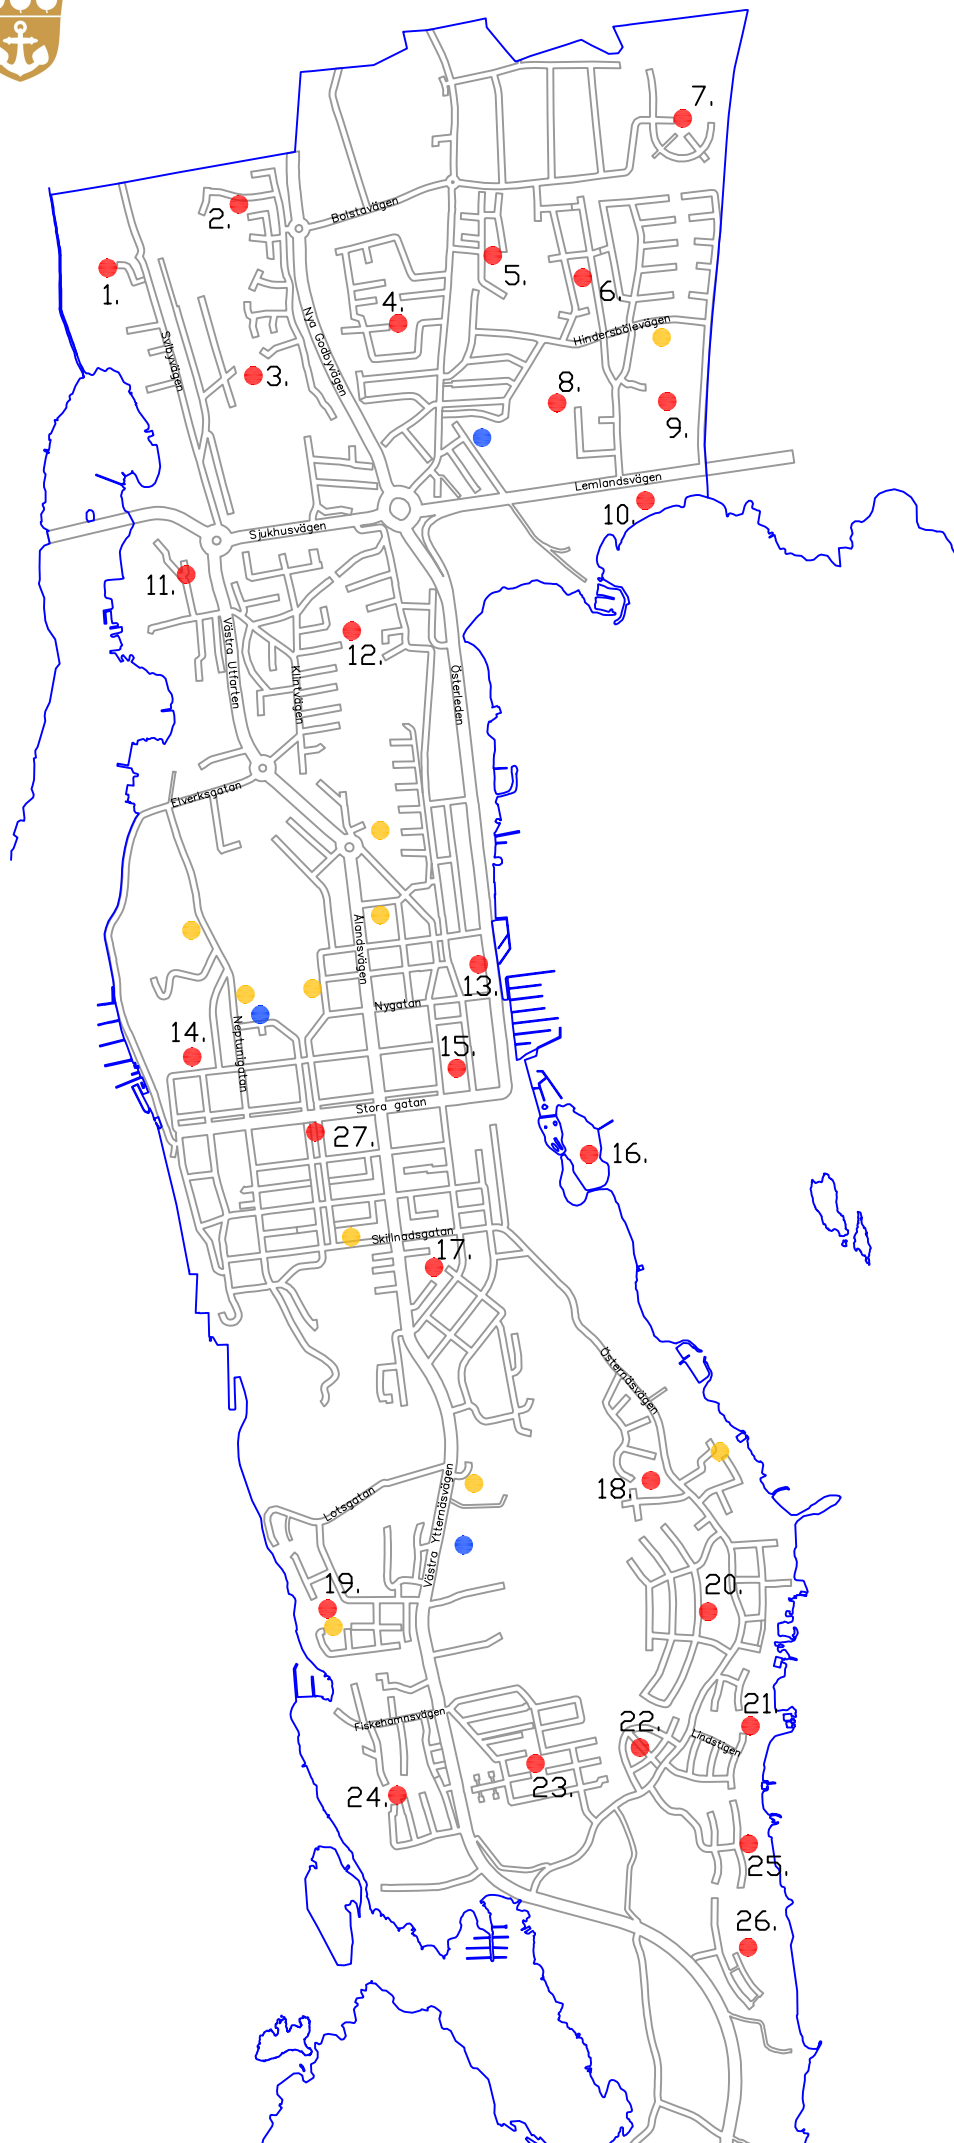 7.
2.
Bolstavägen
1.
5.
4.
6.
Nya Godbyvägen
Hindersbölevägen
Svibyvägen
3.
8.
9.
Lemlandsvägen
10.
Sjukhusvägen
11.
12.
Västra Utfarten
Klintvägen
Österleden
Elverksgatan
Ålandsvägen
13.
Nygatan
14.
Neptunigatan
15.
Stora gatan
27.
16.
Skillnadsgatan
17.
Östernäsvägen
18.
Lotsgatan
Västra Ytternäsvägen
19.
20.
21.
Fiskehamnsvägen
22.
Lindstigen
23.
24.
25.
26.